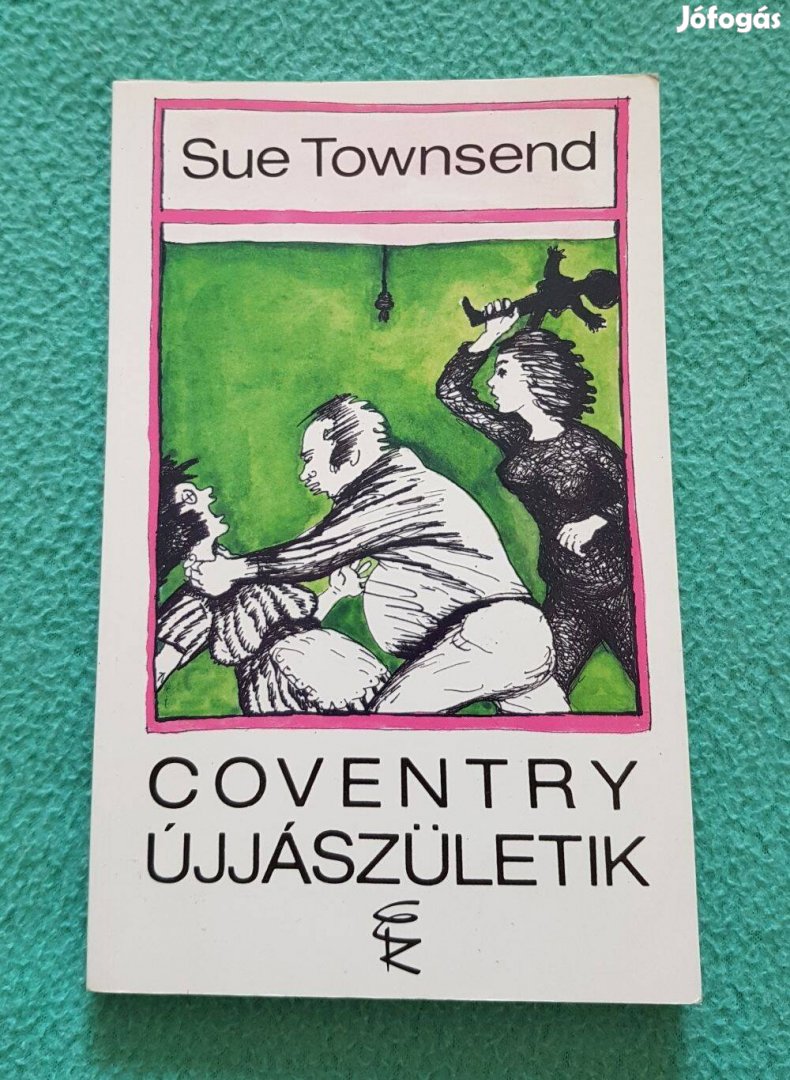 Jófogás
Sue Townsend
COVENTRY
ÚJJÁSZÜLETIK